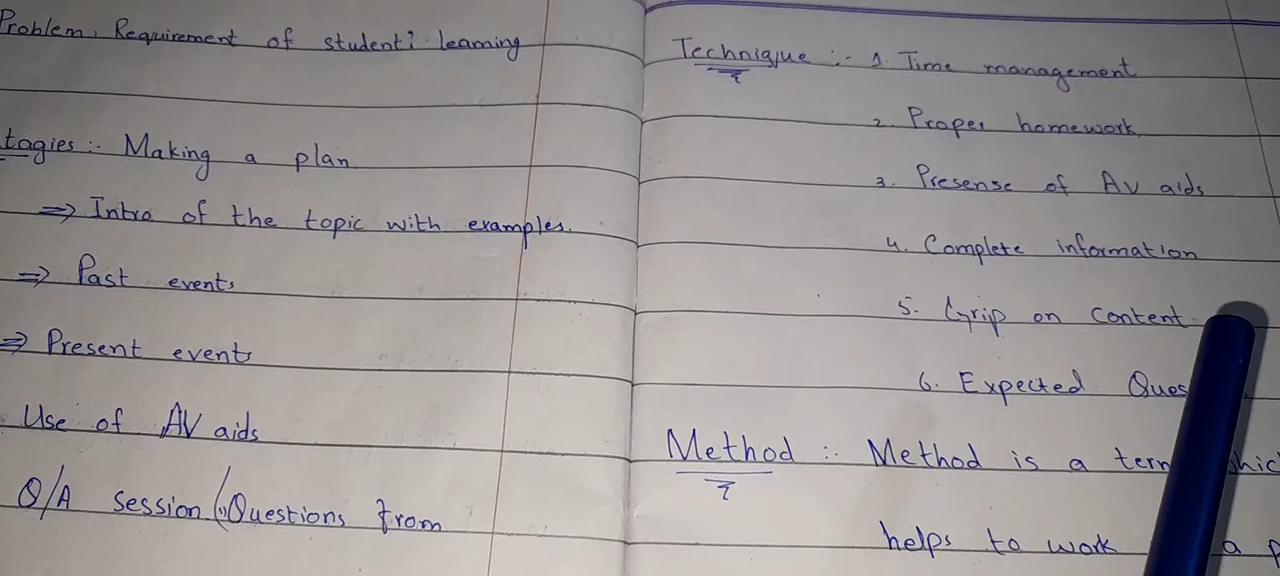 Problem, Requirement of student: learning
tagies :- Making a plan
⇒ Intro of the topic with examples.
⇒ Past events
⇒ Present events
Use of AV aids
Q/A session (Questions from
Technique :- 1. Time management
2. Proper homework
3. Presense of AV aids
4. Complete information
5. Grip on content
6. Expected Ques
Method :- Method is a term
helps to work a